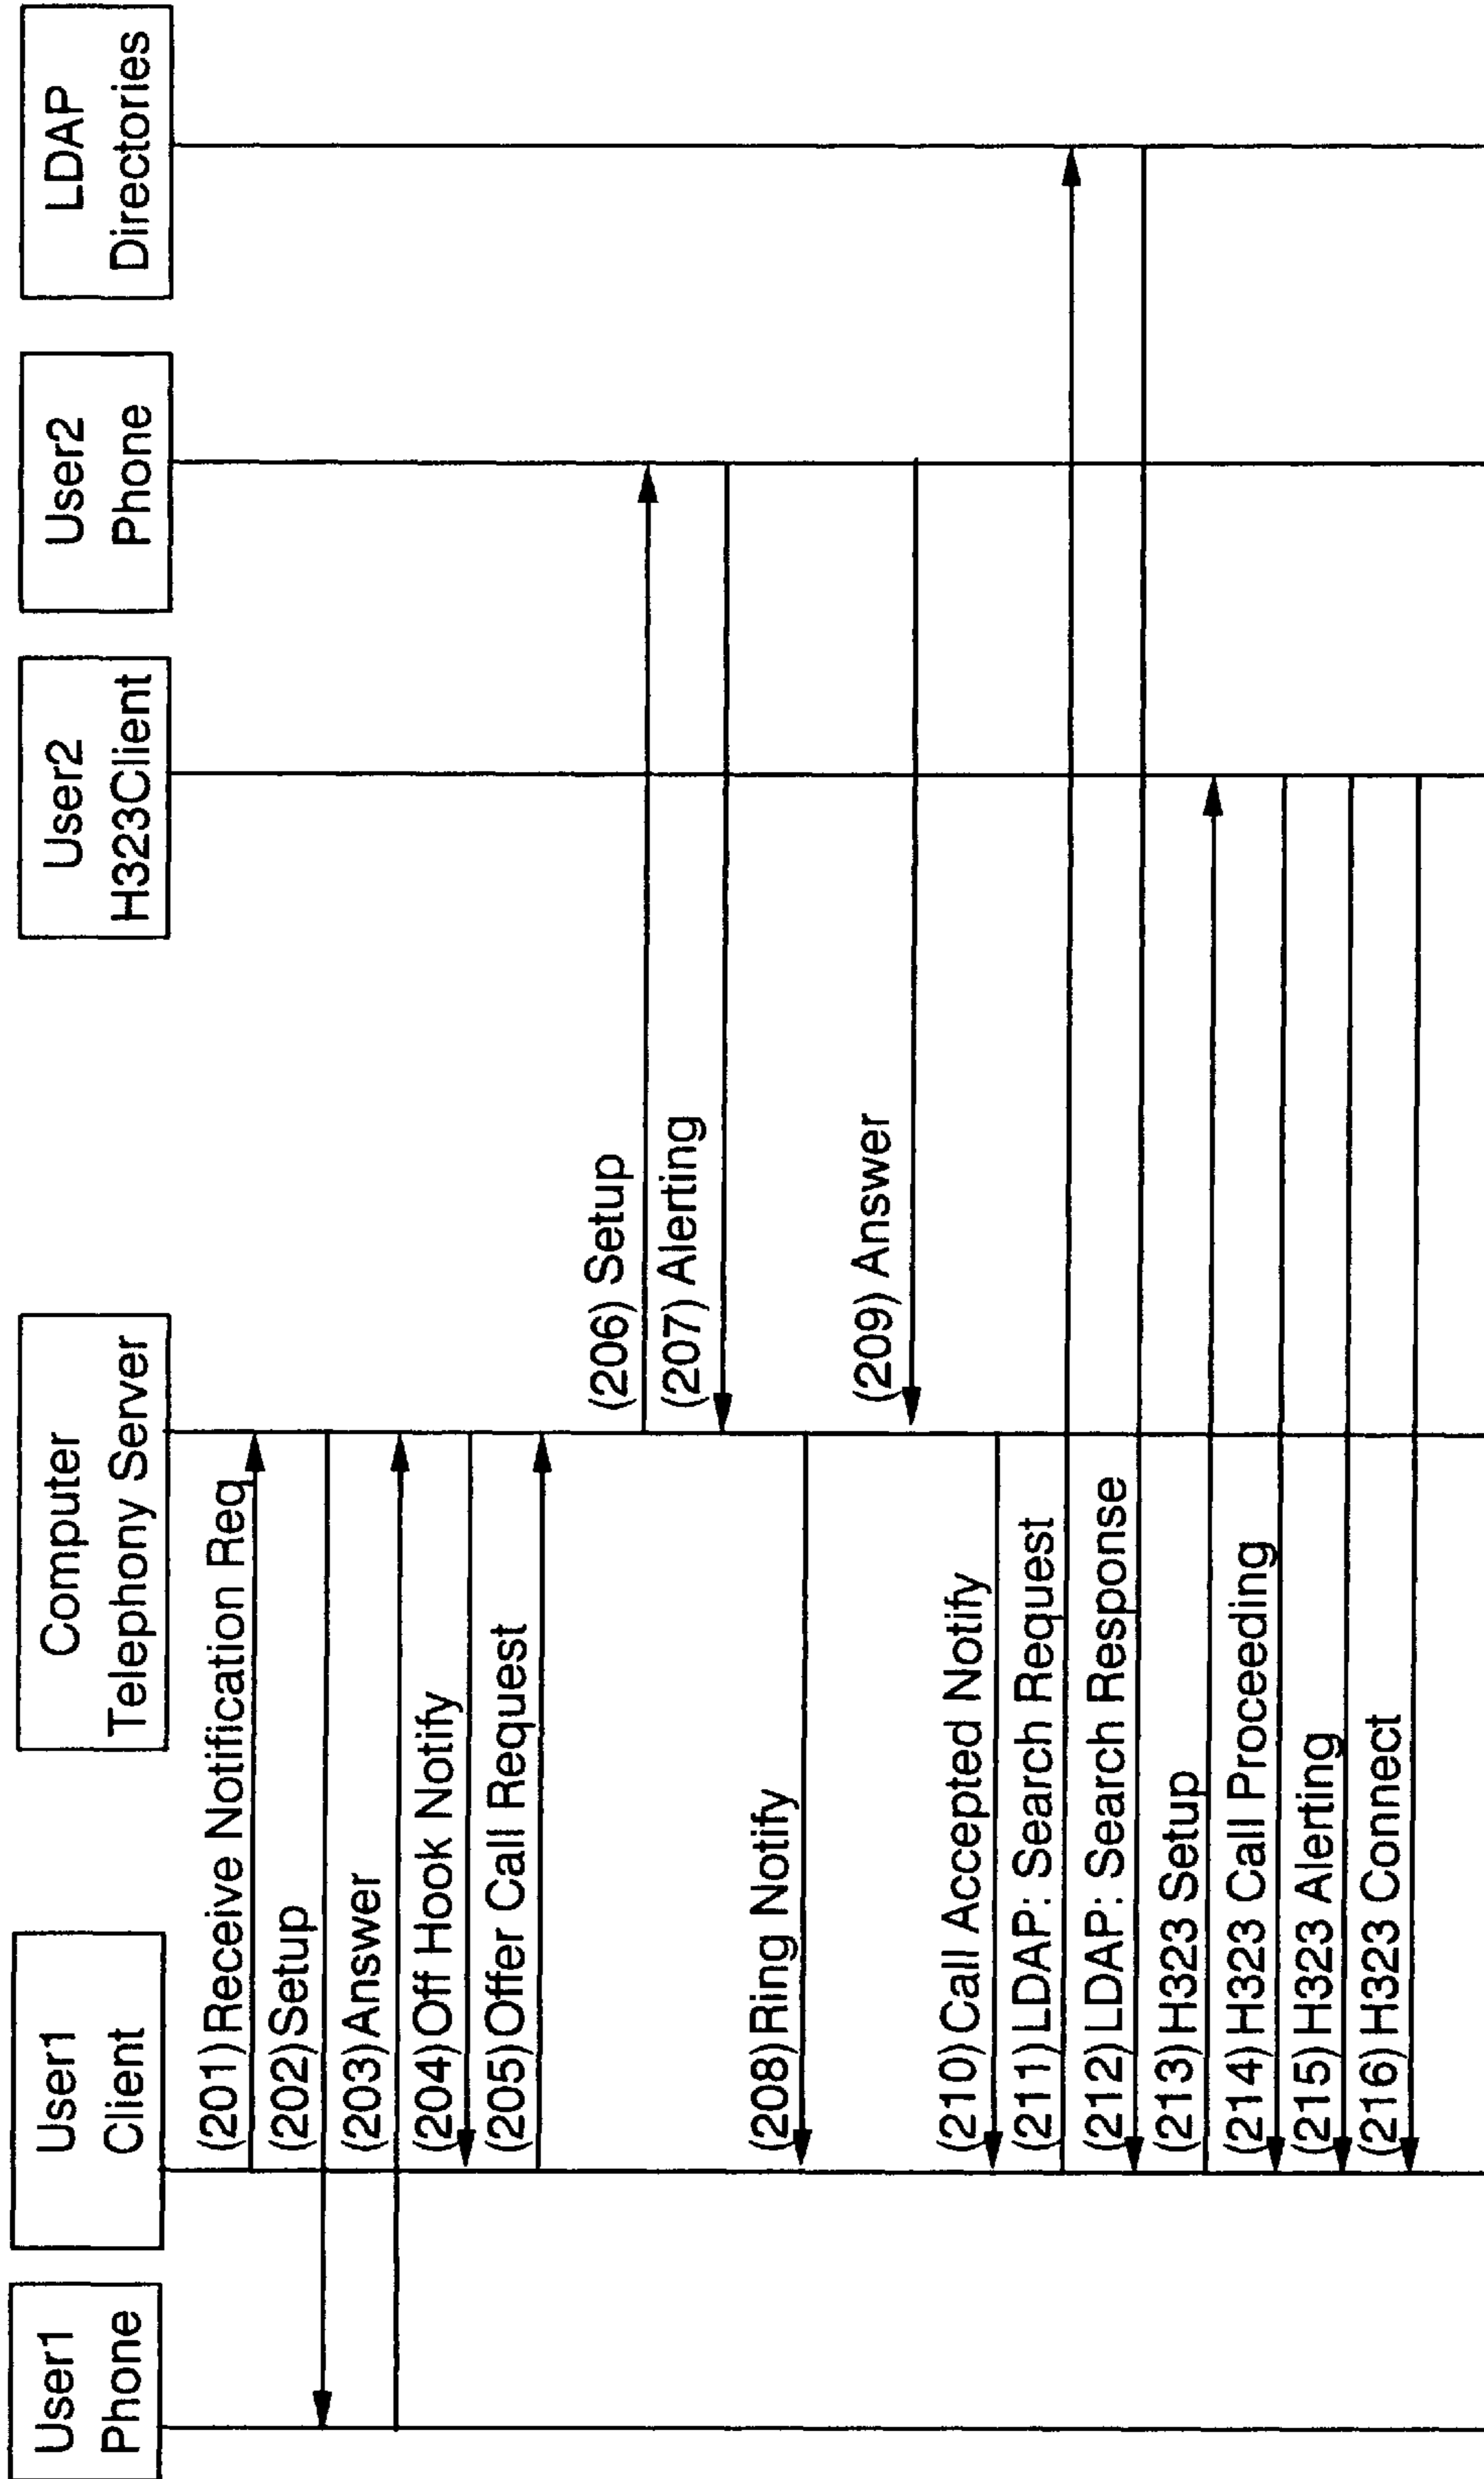 User1
Phone
User1
Client
Computer
Telephony Server
User2
H323Client
User2
Phone
LDAP
Directories
(201)Receive Notification Req
(202)Setup
(203)Answer
(204)Off Hook Notify
(205)Offer Call Request
(206) Setup
(207) Alerting
(208)Ring Notify
(209) Answer
(210)Call Accepted Notify
(211)LDAP: Search Request
(212)LDAP: Search Response
(213)H323 Setup
(214)H323 Call Proceeding
(215)H323 Alerting
(216)H323 Connect